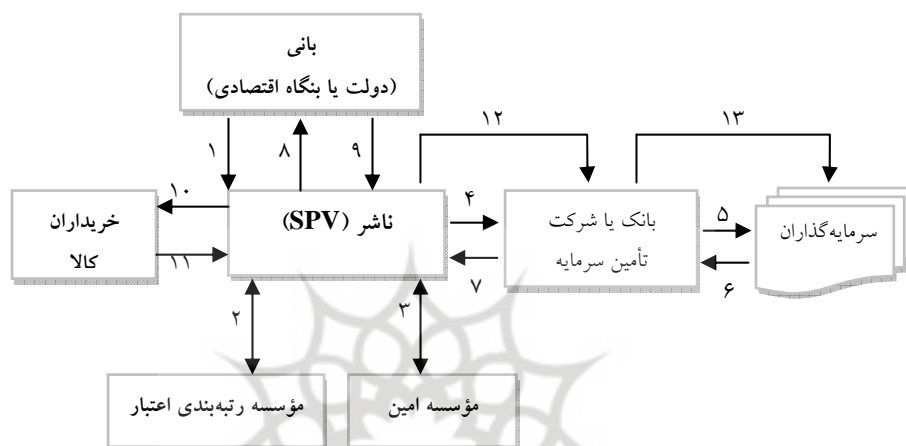 بانی
(دولت یا بنگاه اقتصادی)
۱
۸
۹
۱۲
۱۳
خریداران
کالا
۱۰
۱۱
ناشر (SPV)
۴
۷
بانک یا شرکت
تأمین سرمایه
۵
۶
سرمایه‌گذاران
۲
۳
مؤسسه رتبه‌بندی اعتبار
مؤسسه امین